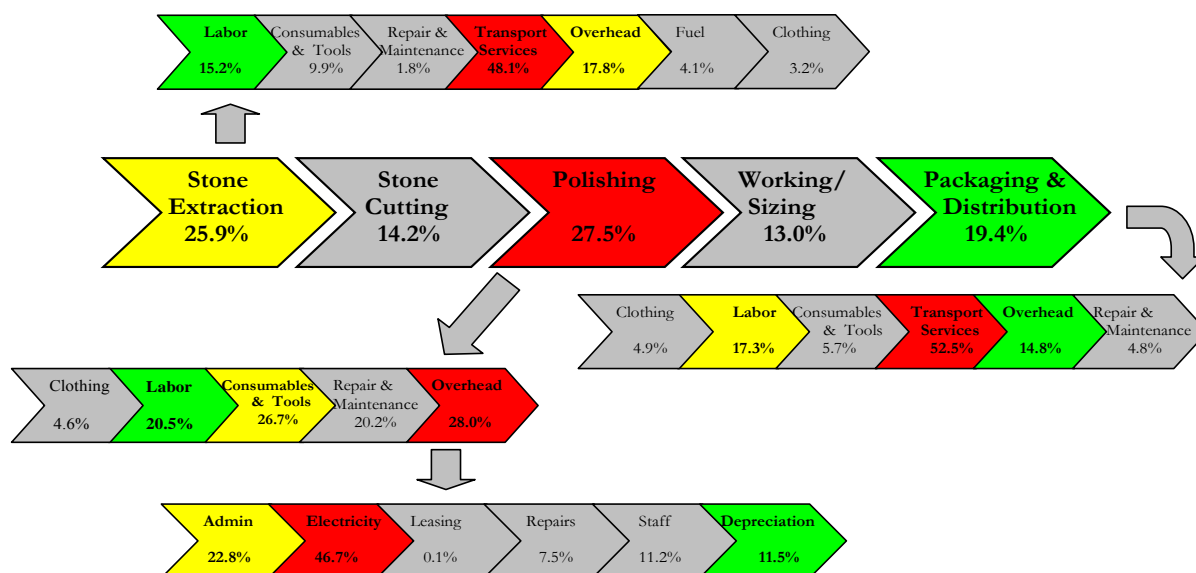 Labor
15.2%
Consumables
& Tools
9.9%
Repair &
Maintenance
1.8%
Transport
Services
48.1%
Overhead
17.8%
Fuel
4.1%
Clothing
3.2%
Stone
Extraction
25.9%
Stone
Cutting
14.2%
Polishing
27.5%
Working/
Sizing
13.0%
Packaging &
Distribution
19.4%
Clothing
4.9%
Labor
17.3%
Consumables
& Tools
5.7%
Transport
Services
52.5%
Overhead
14.8%
Repair &
Maintenance
4.8%
Clothing
4.6%
Labor
20.5%
Consumables
& Tools
26.7%
Repair &
Maintenance
20.2%
Overhead
28.0%
Admin
22.8%
Electricity
46.7%
Leasing
0.1%
Repairs
7.5%
Staff
11.2%
Depreciation
11.5%